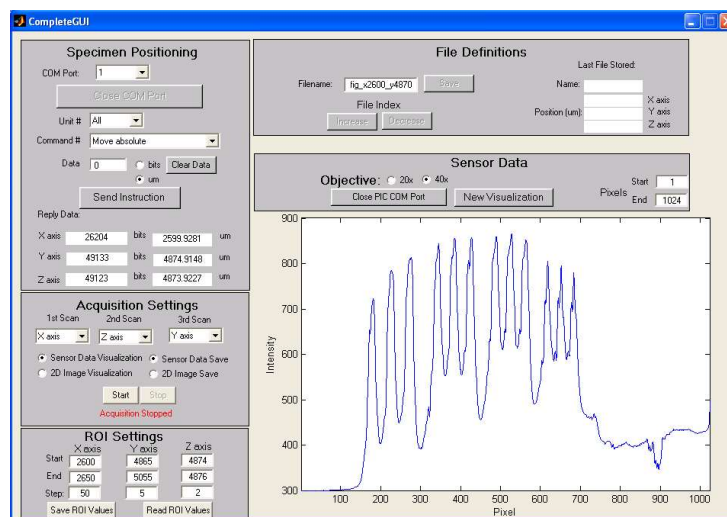 CompleteGUI
Specimen Positioning
COM Port: 1
Close COM Port
Unit # All
Command # Move absolute
Data 0 bits Clear Data
um
Send Instruction
Reply Data:
X axis 26204 bits 2599.9281 um
Y axis 49133 bits 4874.9148 um
Z axis 49123 bits 4873.9227 um
Acquisition Settings
1st Scan 2nd Scan 3rd Scan
X axis Z axis Y axis
Sensor Data Visualization Sensor Data Save
2D Image Visualization 2D Image Save
Start Stop
Acquisition Stopped
ROI Settings
X axis Y axis Z axis
Start 2600 4865 4874
End 2650 5055 4876
Step: 50 5 2
Save ROI Values Read ROI Values
File Definitions
Last File Stored:
Filename: fig_x2600_y4870 Save Name:
File Index
Increase Decrease
Position (um): X axis
Y axis
Z axis
Sensor Data
Objective: 20x 40x
Close PIC COM Port New Visualization
Pixels Start 1
End 1024
900
800
700
600
500
400
300
Intensity
100 200 300 400 500 600 700 800 900 1000
Pixel